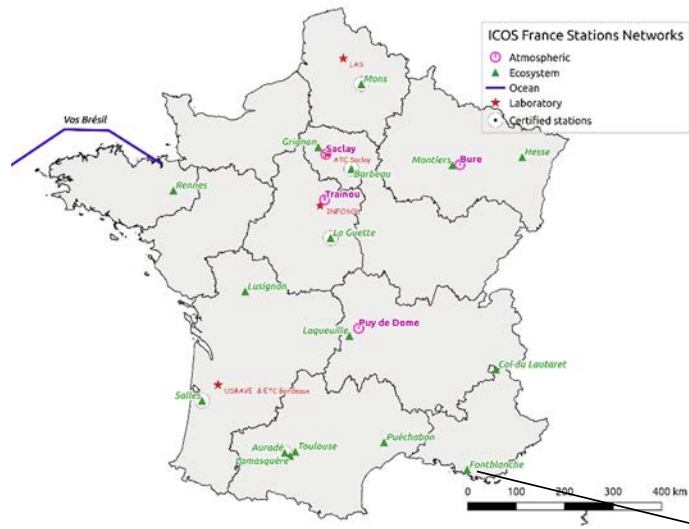 ICOS France Stations Networks
Atmospheric
Ecosystem
Ocean
Laboratory
Certified stations
LAS
Mons
Vos Brésil
Grignon
Saclay
ATC Saclay
Barbeau
Montiers
Bure
Hesse
Rennes
Trainou
INFOSOL
La Guette
Lusignan
Puy de Dome
Laqueuille
Col-du Lautaret
USRAVE & ETC Bordeaux
Salles
Auradé
Toulouse
Lamasquère
Puéchabon
Fontblanche
0 100 200 300 400 km